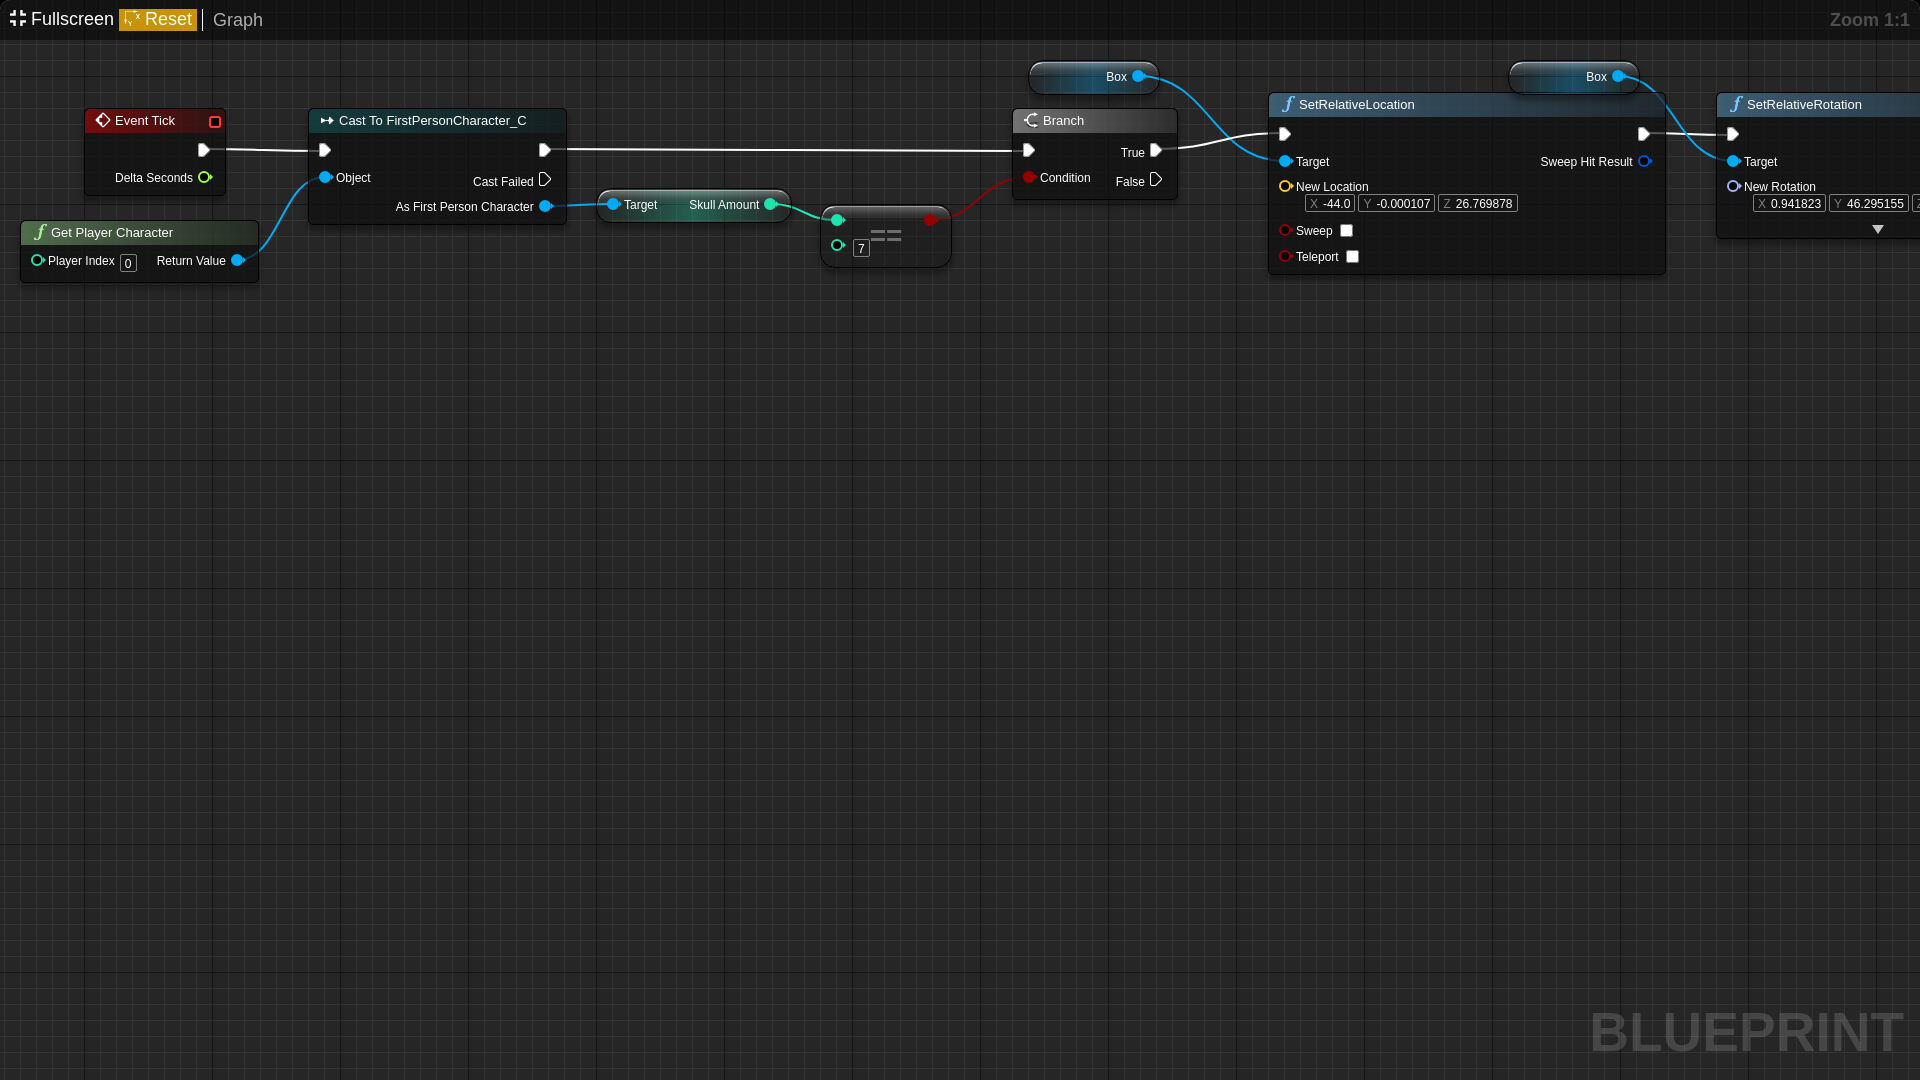 Fullscreen Reset Graph Zoom 1:1
Box Box
SetRelativeLocation SetRelativeRotation
Event Tick Cast To FirstPersonCharacter_C Branch
True
Target Sweep Hit Result Target
Delta Seconds Object Cast Failed Condition False
New Location New Rotation
X -44.0 Y -0.000107 Z 26.769878 X 0.941823 Y 46.295155
As First Person Character Target Skull Amount
Get Player Character Sweep
== 7
Player Index 0 Return Value Teleport
BLUEPRINT